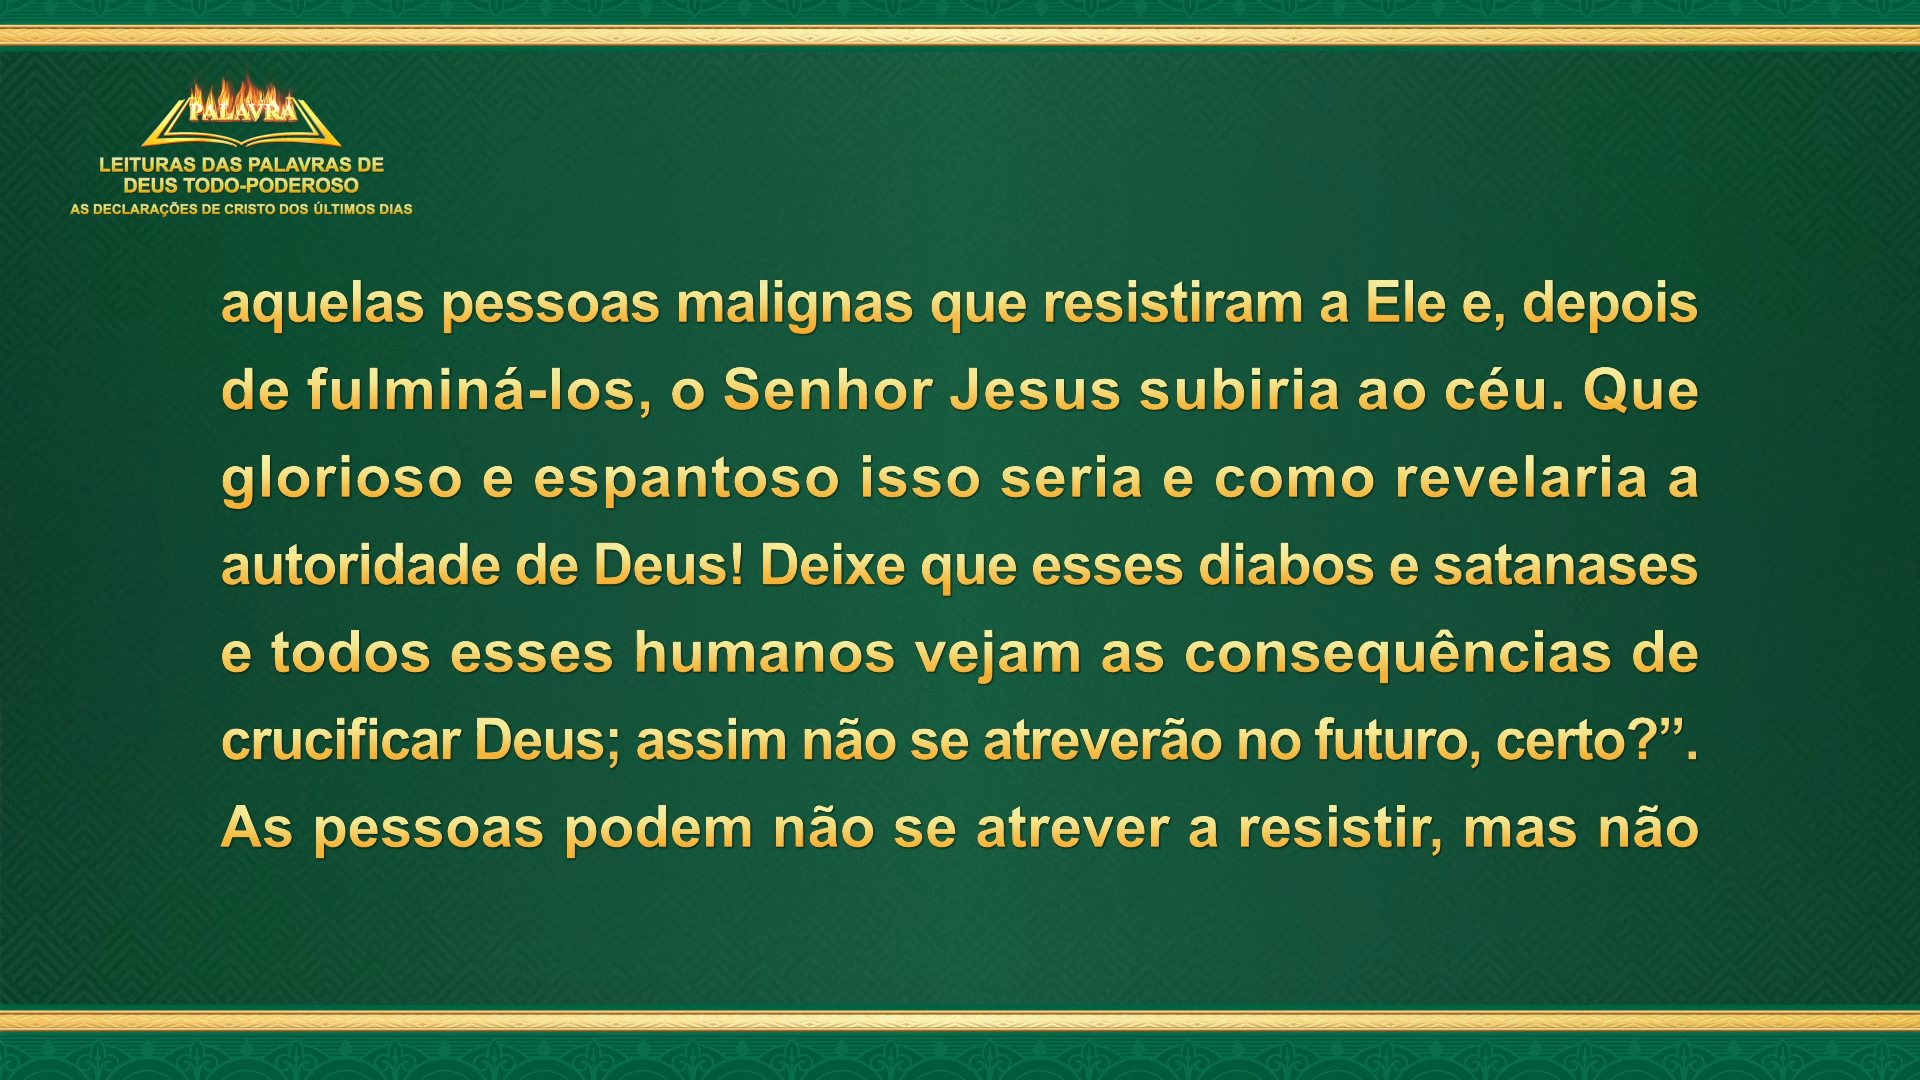 PALAVRA
LEITURAS DAS PALAVRAS DE
DEUS TODO-PODEROSO
AS DECLARAÇÕES DE CRISTO DOS ÚLTIMOS DIAS
aquelas pessoas malignas que resistiram a Ele e, depois
de fulminá-los, o Senhor Jesus subiria ao céu. Que
glorioso e espantoso isso seria e como revelaria a
autoridade de Deus! Deixe que esses diabos e satanases
e todos esses humanos vejam as consequências de
crucificar Deus; assim não se atreverão no futuro, certo?”.
As pessoas podem não se atrever a resistir, mas não